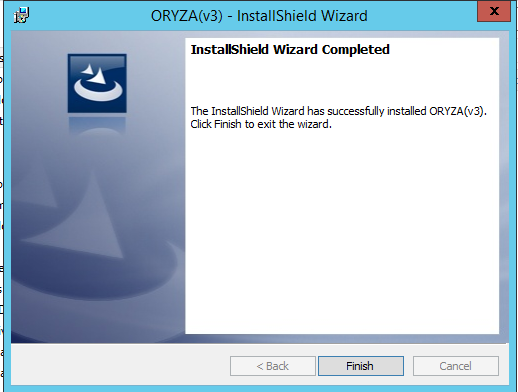 ORYZA(v3) - InstallShield Wizard
x
InstallShield Wizard Completed
The InstallShield Wizard has successfully installed ORYZA(v3).
Click Finish to exit the wizard.
< Back
Finish
Cancel